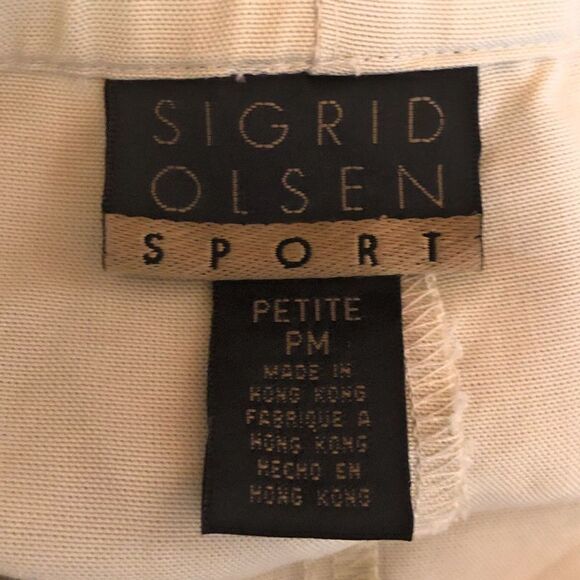 SIGRID
OLSEN
SPORT
PETITE
PM
MADE IN
HONG KONG
FABRIQUE A
HONG KONG
HECHO EN
HONG KONG